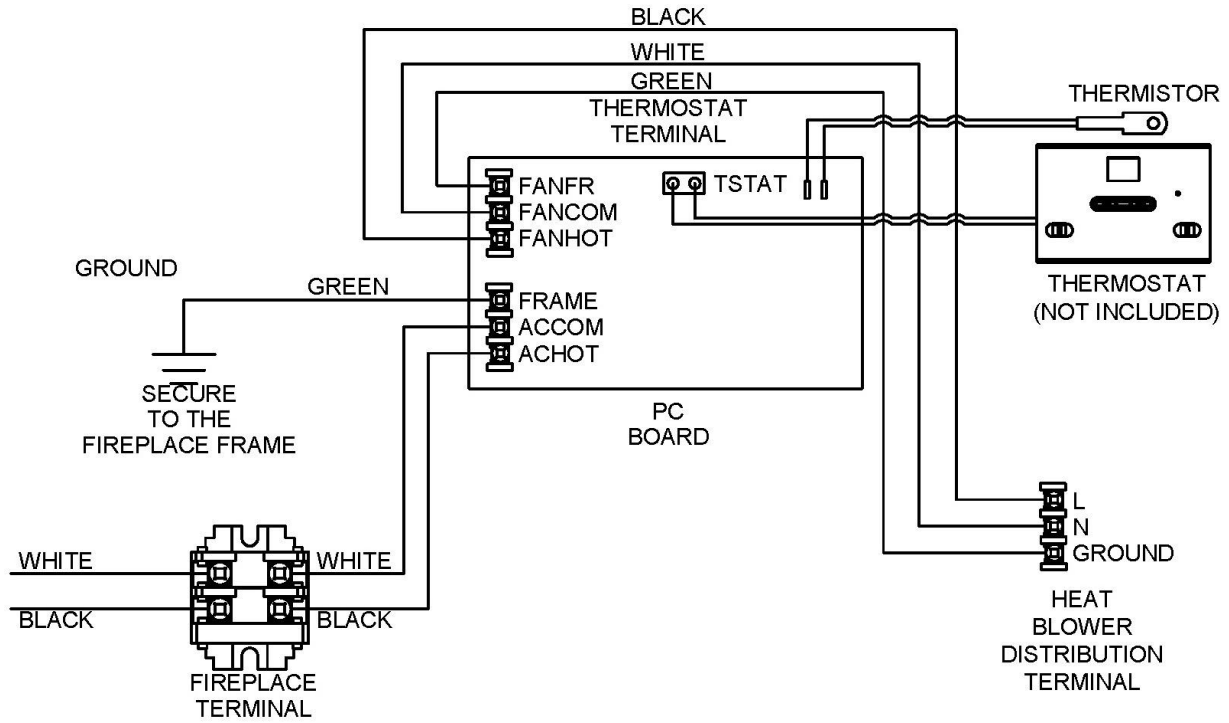 BLACK
WHITE
GREEN
THERMOSTAT
TERMINAL
THERMISTOR
FANFR
FANCOM
FANHOT
TSTAT
THERMOSTAT
(NOT INCLUDED)
GROUND
GREEN
FRAME
ACCOM
ACHOT
SECURE
TO THE
FIREPLACE FRAME
PC
BOARD
L
N
GROUND
HEAT
BLOWER
DISTRIBUTION
TERMINAL
WHITE
WHITE
BLACK
BLACK
FIREPLACE
TERMINAL